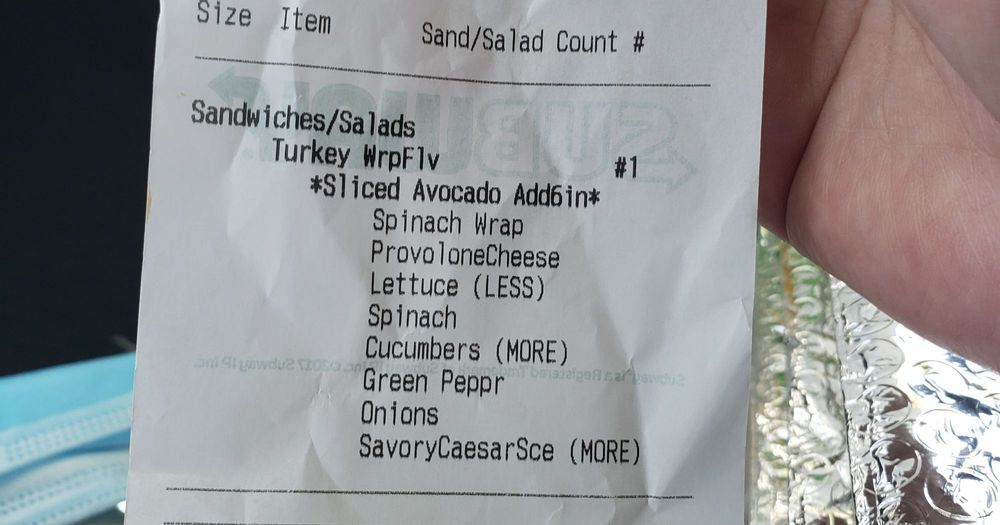 Size Item Sand/Salad Count #
Sandwiches/Salads
Turkey WrpFlv #1
*Sliced Avocado Add6in*
Spinach Wrap
ProvoloneCheese
Lettuce (LESS)
Spinach
Cucumbers (MORE)
Green Peppr
Onions
SavoryCaesarSce (MORE)
SUBWAY